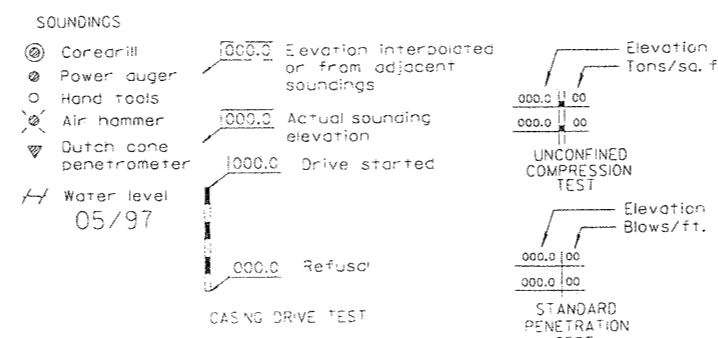 SOUNDINGS
Coredrill
Power auger
Hand tools
Air hammer
Dutch cone
penetrometer
Water level
05/97
000.0 Elevation interpolated
or from adjacent
soundings
000.0 Actual sounding
elevation
000.0 Drive started
000.0 Refusal
CASING DRIVE TEST
Elevation
Tons/sq. f
000.0 00
000.0 00
UNCONFINED
COMPRESSION
TEST
Elevation
Blows/ft.
000.0 00
000.0 00
STANDARD
PENETRATION